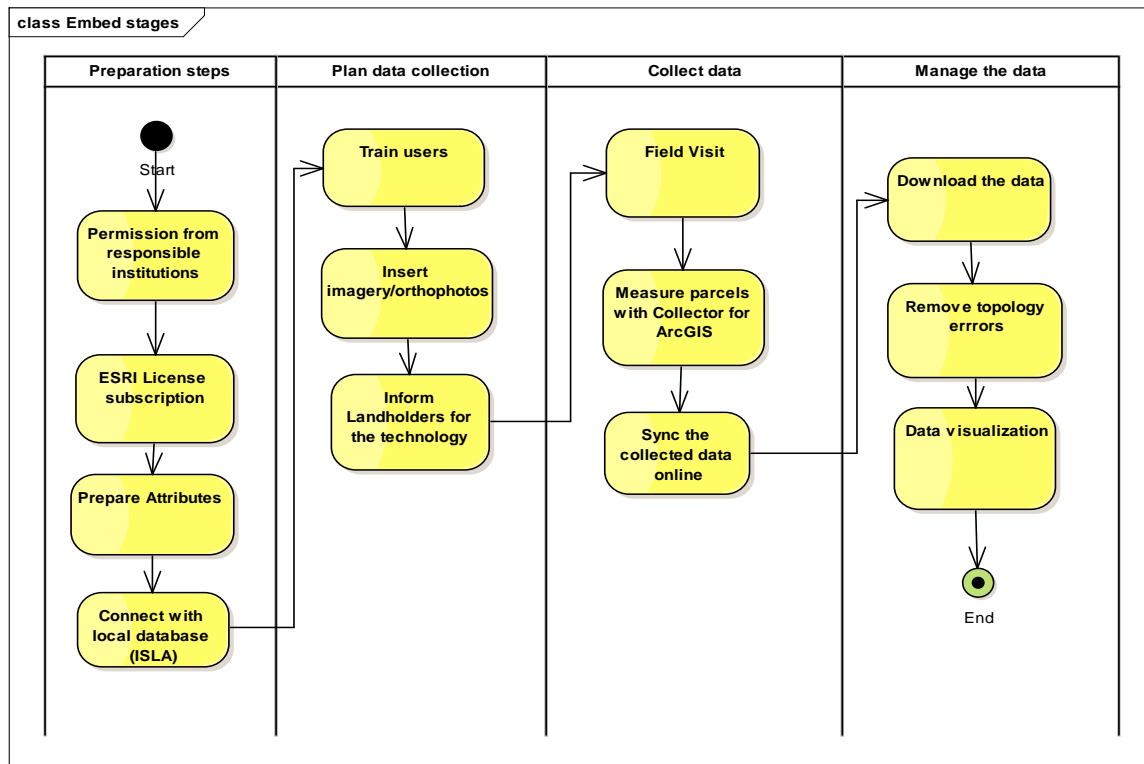 class Embed stages
Preparation steps
Plan data collection
Collect data
Manage the data
Start
Permission from
responsible
institutions
ESRI License
subscription
Prepare Attributes
Connect with
local database
(ISLA)
Train users
Insert
imagery/orthophotos
Inform
Landholders for
the technology
Field Visit
Measure parcels
with Collector for
ArcGIS
Sync the
collected data
online
Download the data
Remove topology
errrors
Data visualization
End